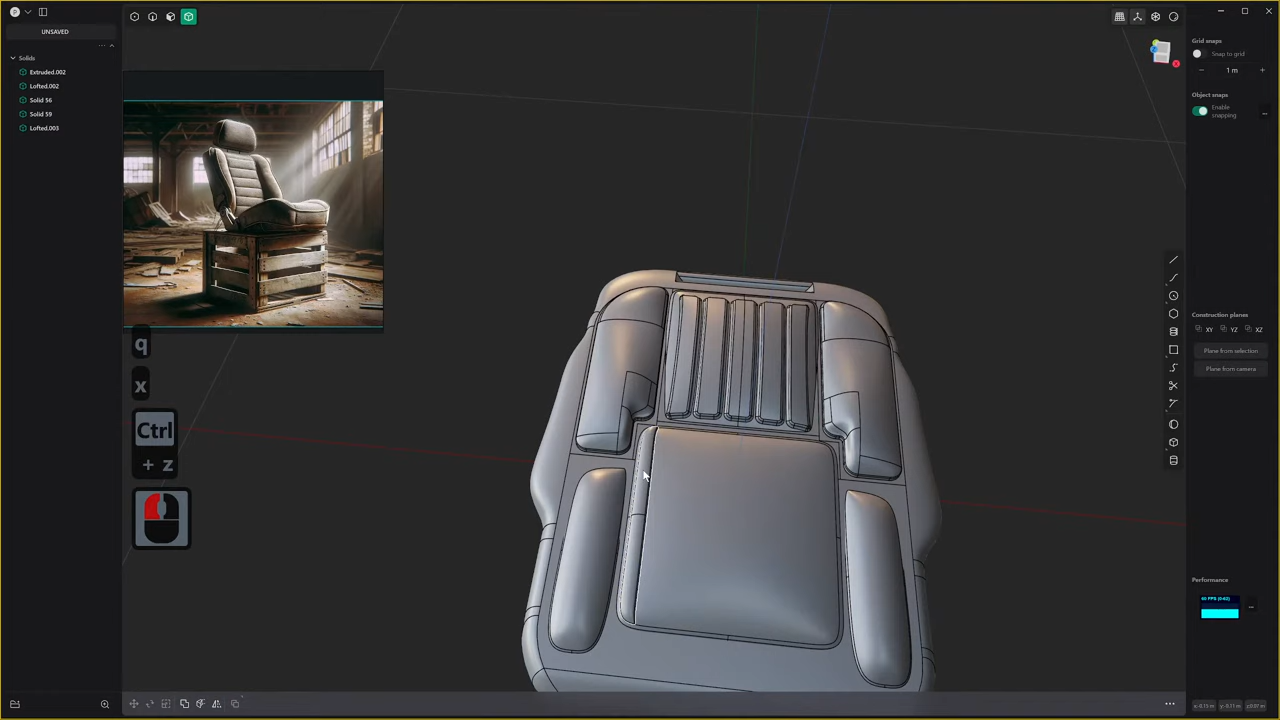 UNSAVED
Solids
Extruded.002
Lofted.002
Solid 56
Solid 59
Lofted.003
q
x
Ctrl
+ z
Grid snaps
Snap to grid
1 m
Object snaps
Enable snapping
Construction planes
XY YZ XZ
Plane from selection
Plane from camera
Performance